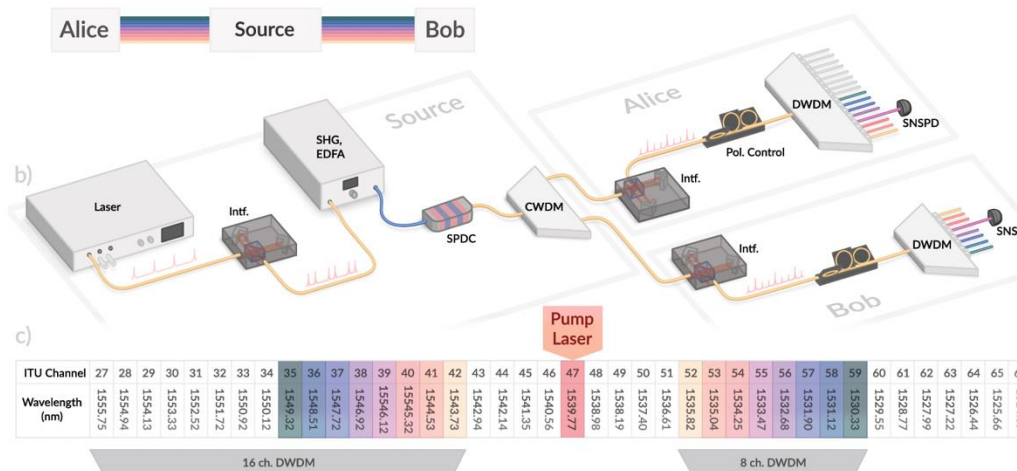 Alice Source Bob
Source
Alice
SHG,
EDFA
DWDM
SNSPD
Pol. Control
b)
Laser
Intf.
CWDM
Intf.
SPDC
Intf.
DWDM
SNS
Bob
c)
Pump
Laser
ITU Channel 27 28 29 30 31 32 33 34 35 36 37 38 39 40 41 42 43 44 45 46 47 48 49 50 51 52 53 54 55 56 57 58 59 60 61 62 63 64 65
Wavelength
(nm)
1555.75 1554.94 1554.13 1553.33 1552.52 1551.72 1550.92 1550.12 1549.32 1548.51 1547.72 1546.92 15546.12 15545.32 1544.53 1543.73 1542.94 1542.14 1541.35 1540.56 1539.77 1538.98 1538.19 1537.40 1536.61 1535.82 1535.04 1534.25 1533.47 1532.68 1531.90 1531.12 1530.33 1529.55 1528.77 1527.99 1527.22 1526.44 1525.66
16 ch. DWDM 8 ch. DWDM